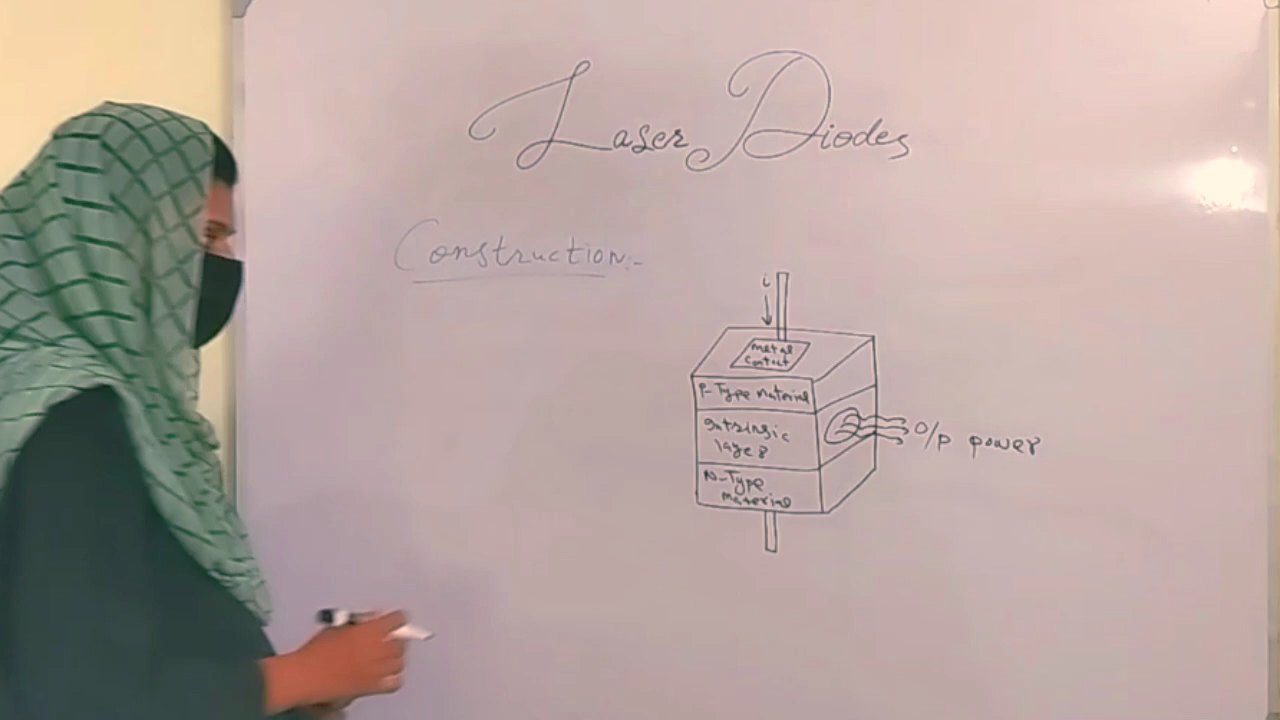 Laser Diodes
Construction:-
i
metal
contact
P-Type Material
Intrinsic
layer
N-Type
Material
O/P power